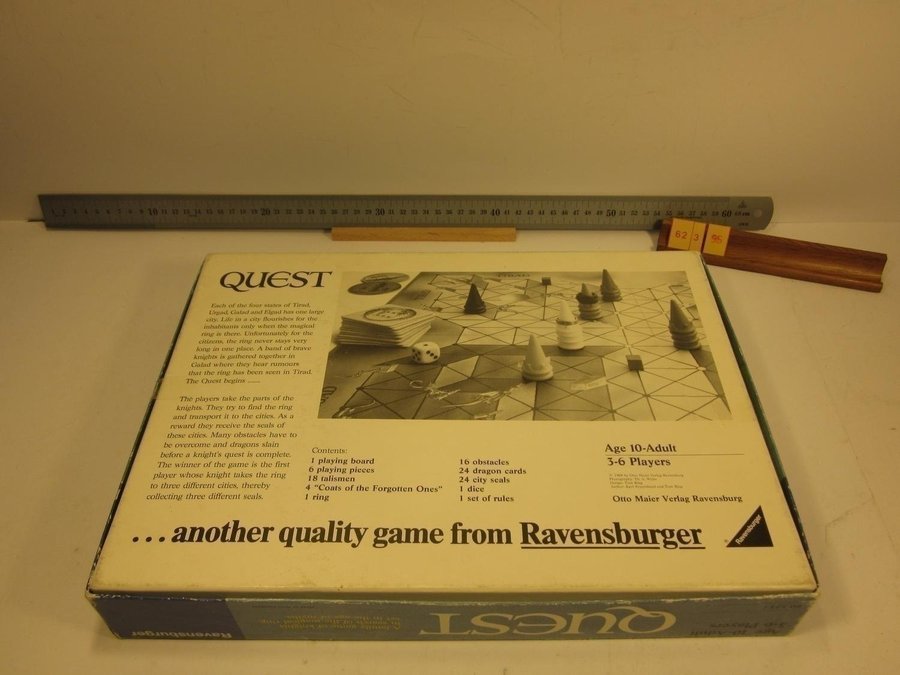 10 20 30 40 50 60
62 3 95
QUEST
Each of the four states of Tirad,
Urgad, Galad and Elgad has one large
city. Life in a city flourishes for the
inhabitants only when the magical
ring is there. Unfortunately for the
citizens, the ring never stays very
long in one place. A band of brave
knights is gathered together in
Galad where they hear rumours
that the ring has been seen in Tirad.
The Quest begins ......
The players take the parts of the
knights. They try to find the ring
and transport it to the cities. As a
reward they receive the seals of
these cities. Many obstacles have to
be overcome and dragons slain
before a knight's quest is complete.
The winner of the game is the first
player whose knight takes the ring
to three different cities, thereby
collecting three different seals.
Contents:
1 playing board
6 playing pieces
18 talismen
4 "Coats of the Forgotten Ones"
1 ring
16 obstacles
24 dragon cards
24 city seals
1 dice
1 set of rules
Age 10-Adult
3-6 Players
Otto Maier Verlag Ravensburg
... another quality game from Ravensburger
Ravensburger
QUEST
Age 10-Adult
3-6 Players
Ravensburger